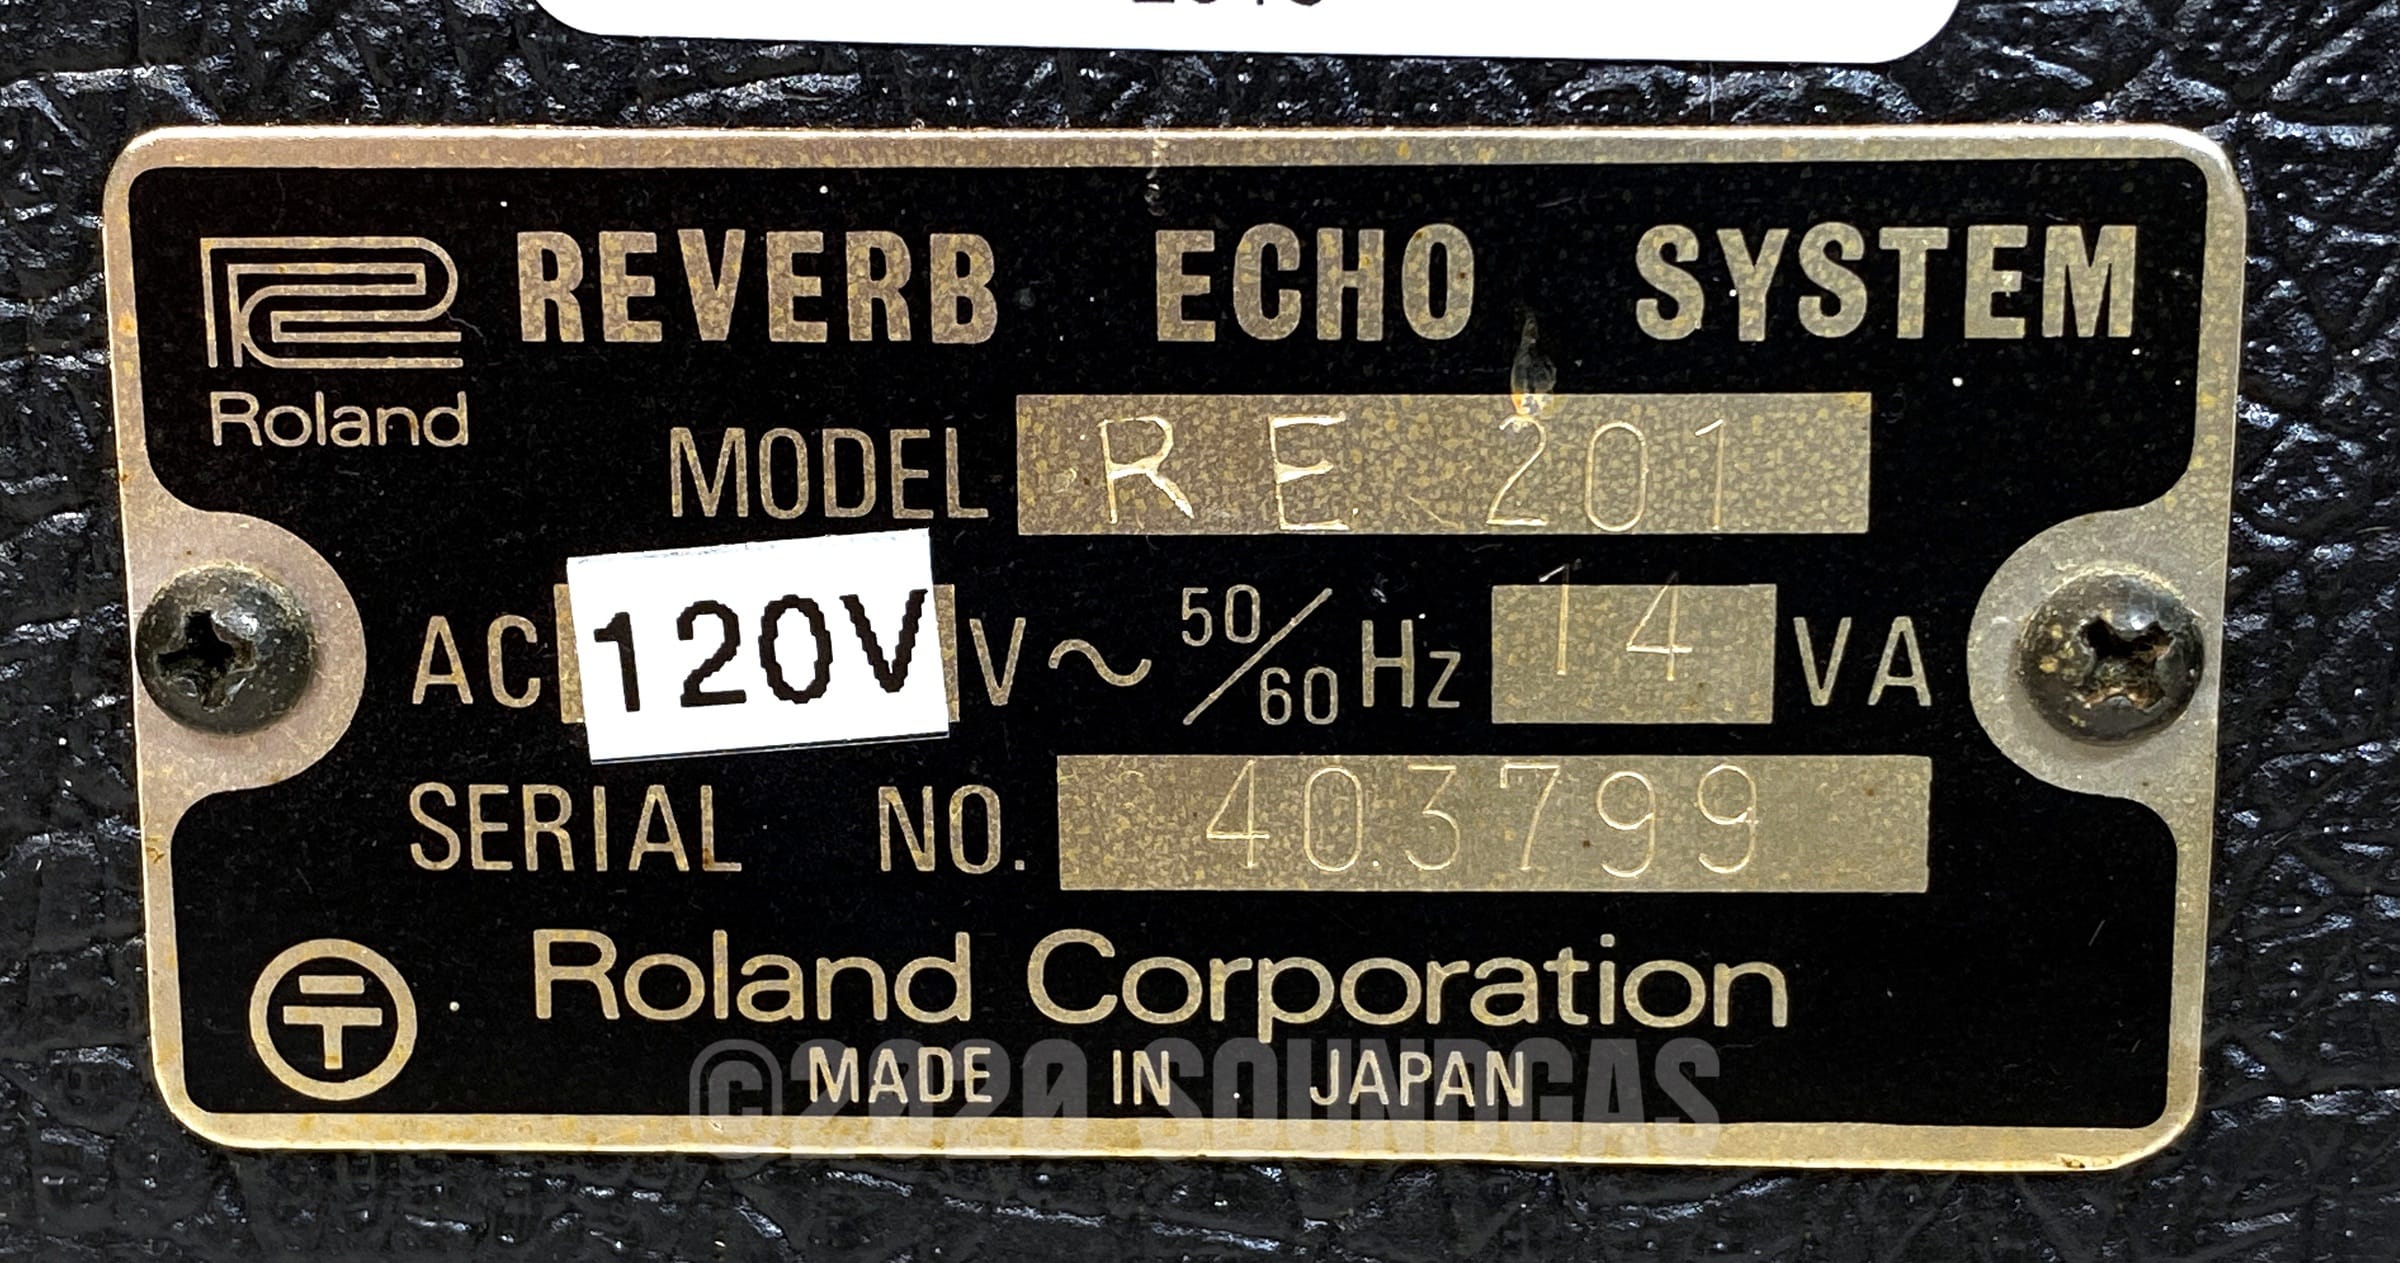 REVERB ECHO SYSTEM
Roland
MODEL RE 201
AC 120V V ~ 50/60 Hz 14 VA
SERIAL NO. 403799
Roland Corporation
MADE IN JAPAN
©2020 SOUNDGAS